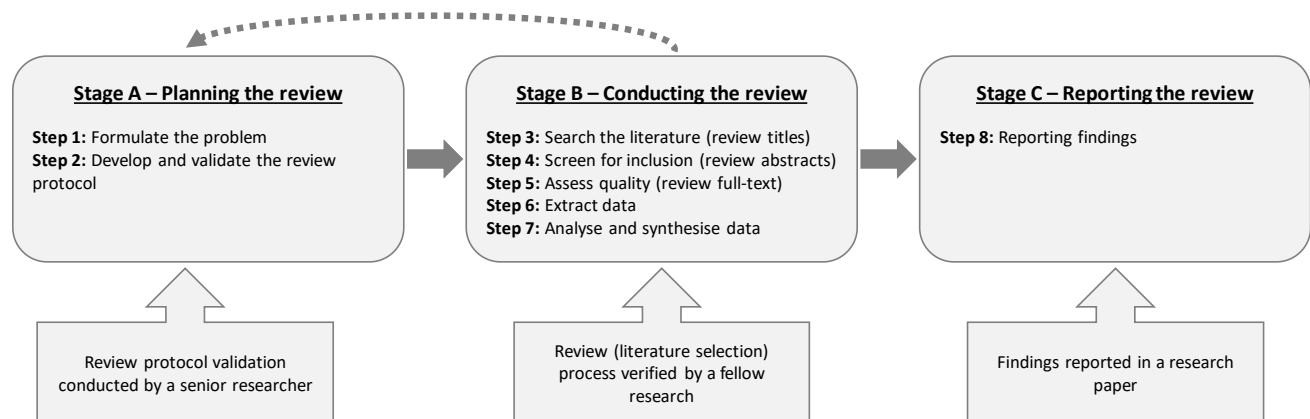 Stage A – Planning the review
Step 1: Formulate the problem
Step 2: Develop and validate the review
protocol
Stage B – Conducting the review
Step 3: Search the literature (review titles)
Step 4: Screen for inclusion (review abstracts)
Step 5: Assess quality (review full-text)
Step 6: Extract data
Step 7: Analyse and synthesise data
Stage C – Reporting the review
Step 8: Reporting findings
Review protocol validation
conducted by a senior researcher
Review (literature selection)
process verified by a fellow
research
Findings reported in a research
paper